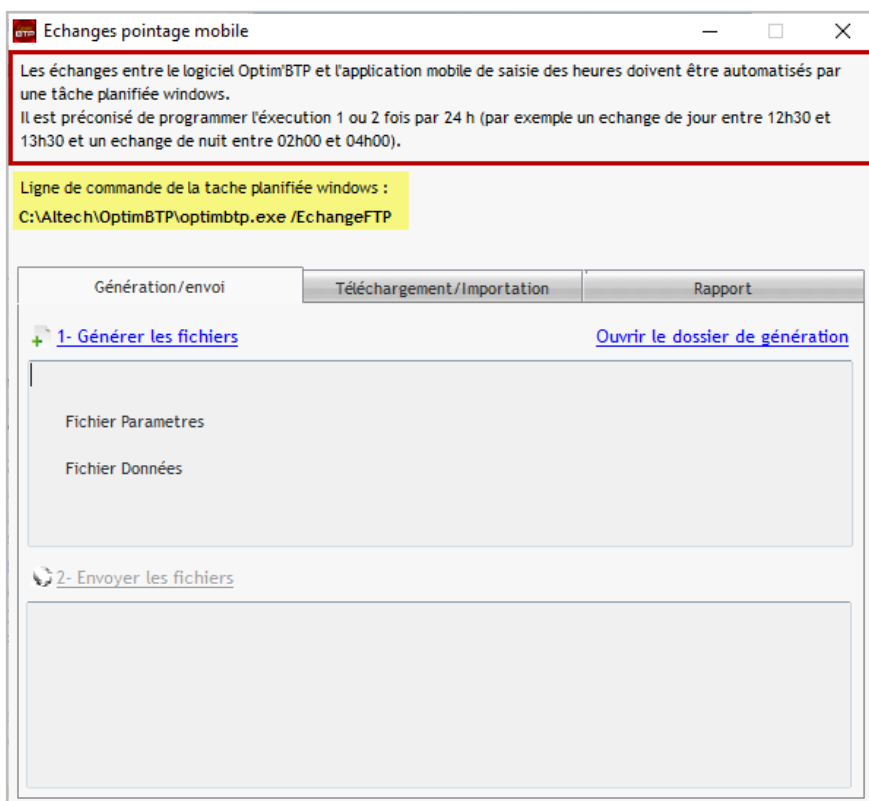 BTP Echanges pointage mobile
Les échanges entre le logiciel Optim'BTP et l'application mobile de saisie des heures doivent être automatisés par
une tâche planifiée windows.
Il est préconisé de programmer l'éxecution 1 ou 2 fois par 24 h (par exemple un echange de jour entre 12h30 et
13h30 et un echange de nuit entre 02h00 et 04h00).
Ligne de commande de la tache planifiée windows :
C:\Altech\OptimBTP\optimbtp.exe /EchangeFTP
Génération/envoi Téléchargement/Importation Rapport
1- Générer les fichiers Ouvrir le dossier de génération
Fichier Parametres
Fichier Données
2- Envoyer les fichiers